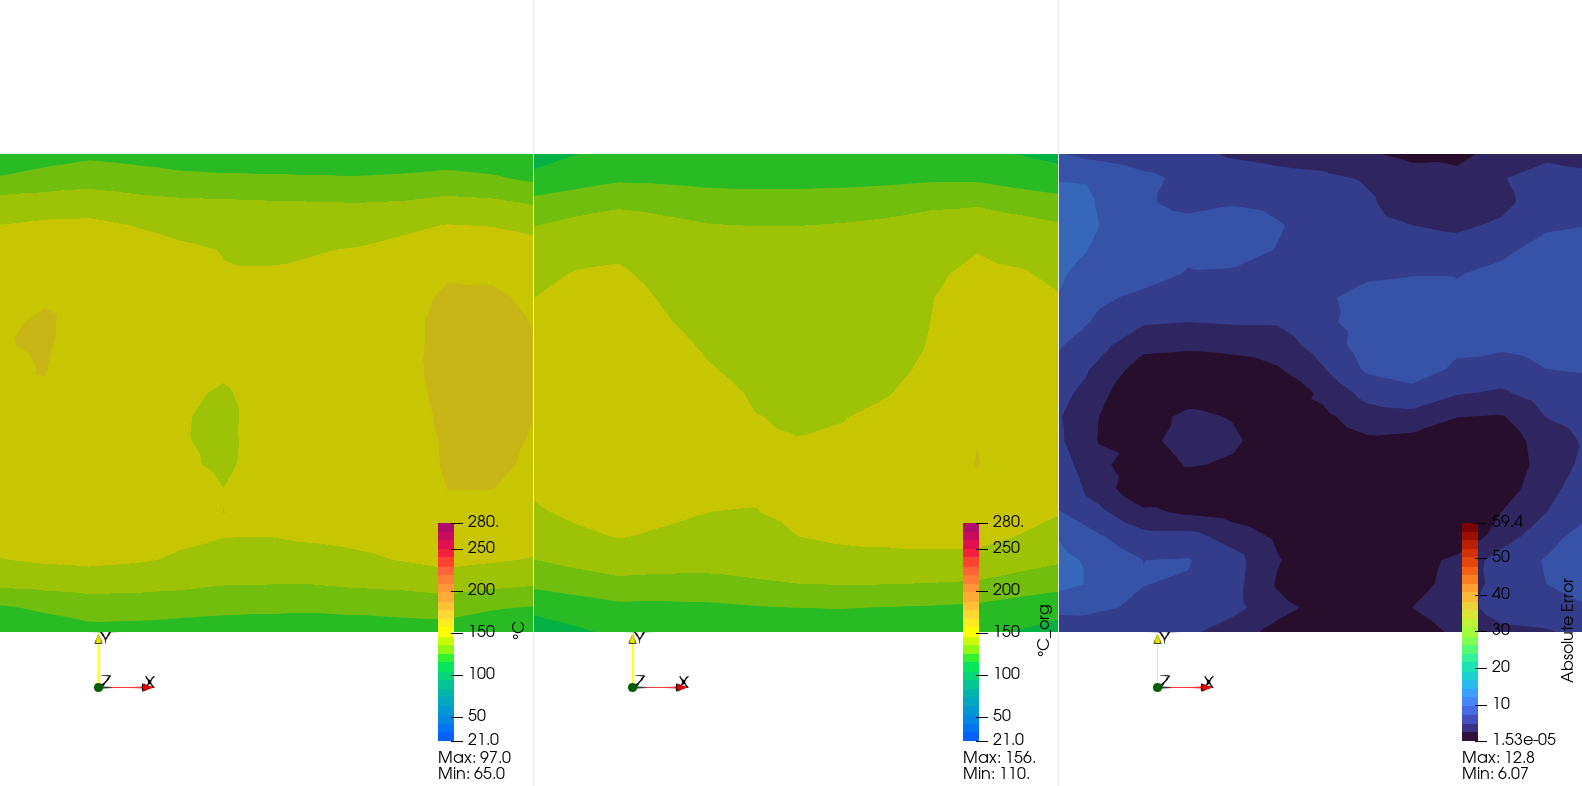 280.
250
200
150
100
50
21.0
°C
Max: 97.0
Min: 65.0
Y
Z
X
280.
250
200
150
100
50
21.0
°C_org
Max: 156.
Min: 110.
Y
Z
X
59.4
50
40
30
20
10
1.53e-05
Absolute Error
Max: 12.8
Min: 6.07
Y
Z
X